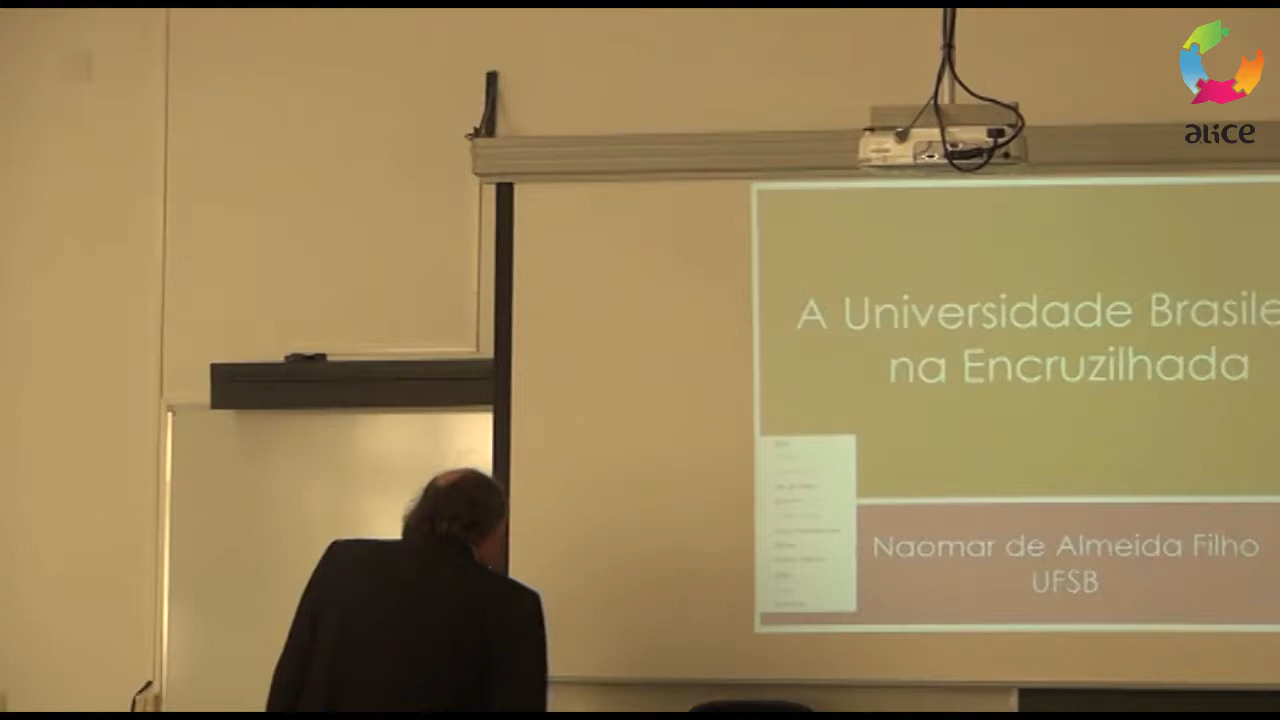 alice
A Universidade Brasile
na Encruzilhada
Naomar de Almeida Filho
UFSB